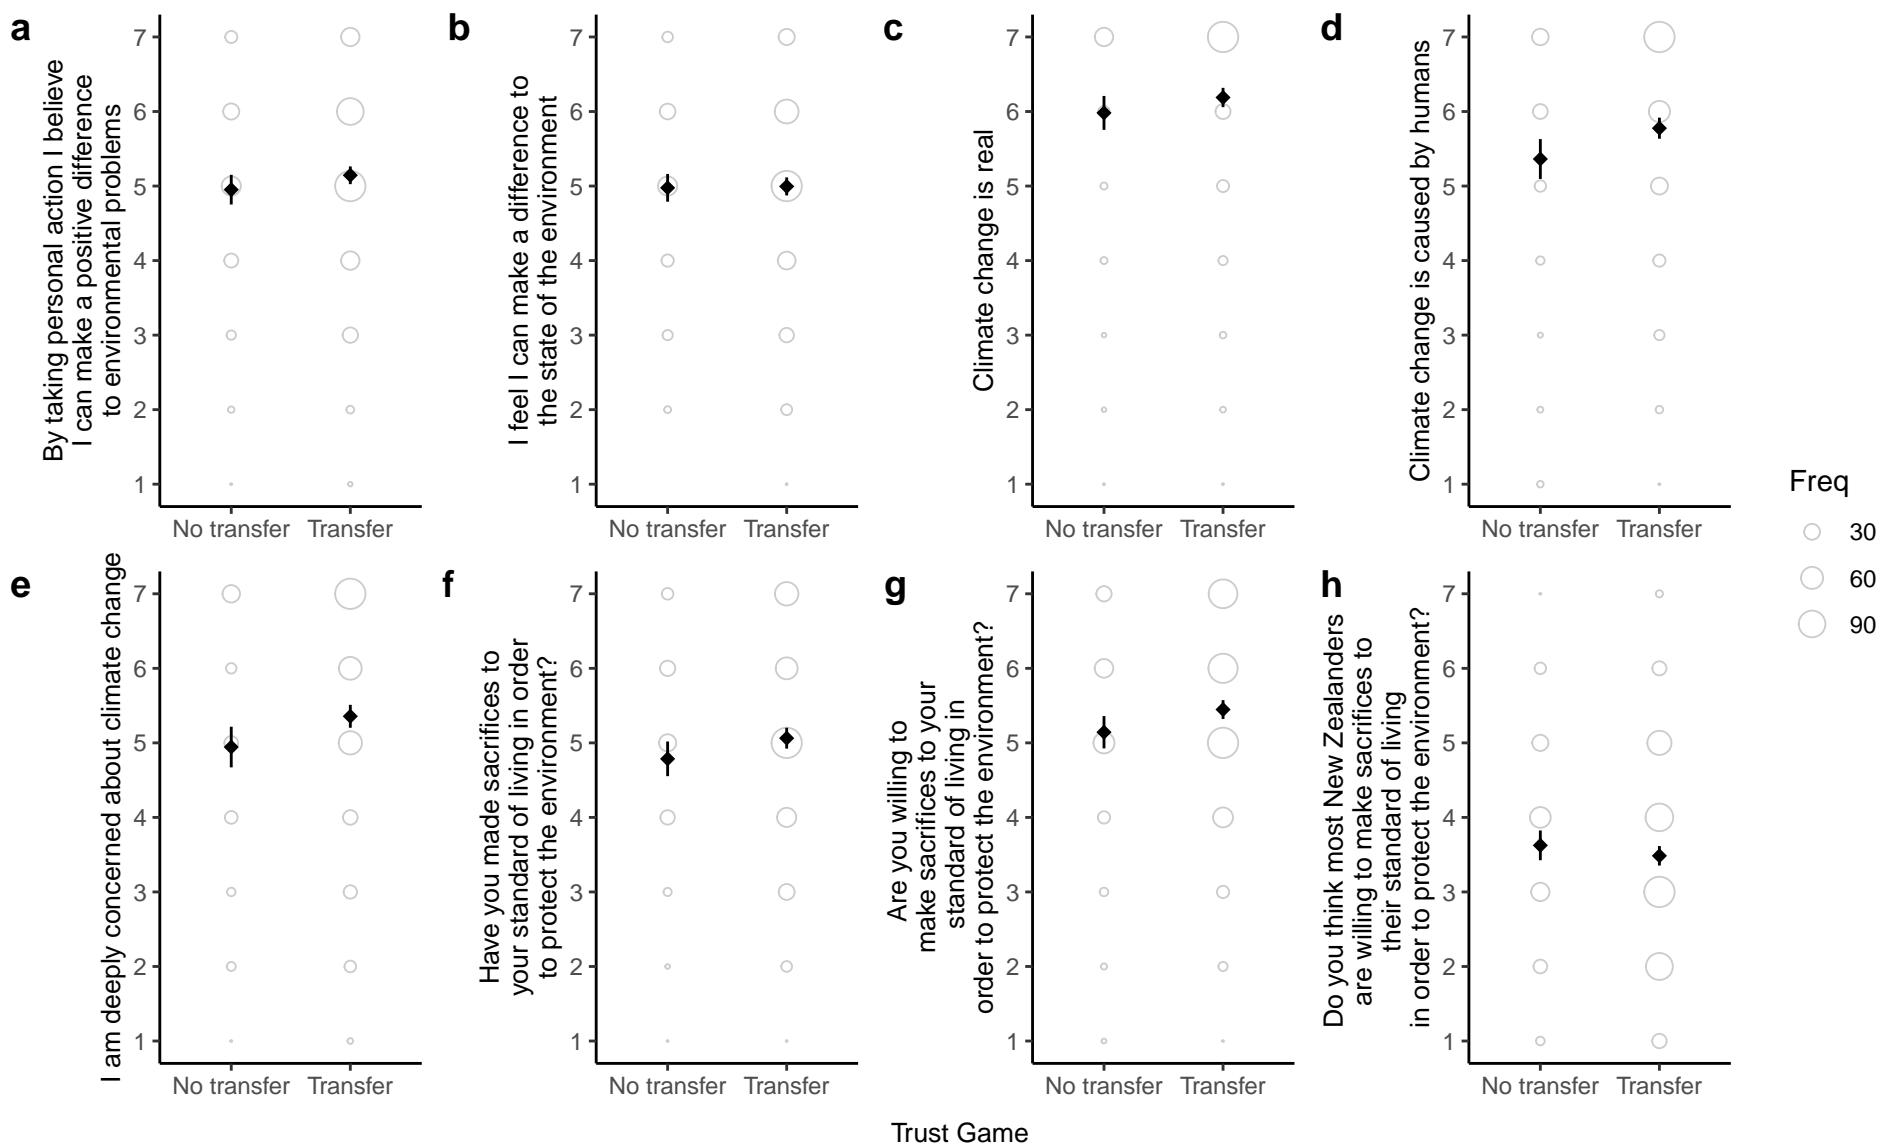 a
By taking personal action I believe
I can make a positive difference
to environmental problems
7
6
5
4
3
2
1
No transfer
Transfer
b
I feel I can make a difference to
the state of the environment
7
6
5
4
3
2
1
No transfer
Transfer
c
Climate change is real
7
6
5
4
3
2
1
No transfer
Transfer
d
Climate change is caused by humans
7
6
5
4
3
2
1
No transfer
Transfer
Freq
30
60
90
e
I am deeply concerned about climate change
7
6
5
4
3
2
1
No transfer
Transfer
f
Have you made sacrifices to
your standard of living in order
to protect the environment?
7
6
5
4
3
2
1
No transfer
Transfer
g
Are you willing to
make sacrifices to your
standard of living in
order to protect the environment?
7
6
5
4
3
2
1
No transfer
Transfer
h
Do you think most New Zealanders
are willing to make sacrifices to
their standard of living
in order to protect the environment?
7
6
5
4
3
2
1
No transfer
Transfer
Trust Game